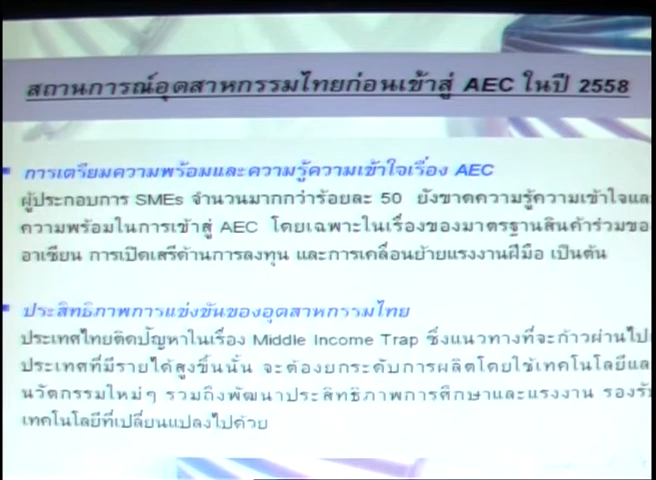 สถานการณ์อุตสาหกรรมไทยก่อนเข้าสู่ AEC ในปี 2558
การเตรียมความพร้อมและความรู้ความเข้าใจเรื่อง AEC
ผู้ประกอบการ SMEs จำนวนมากกว่าร้อยละ 50 ยังขาดความรู้ความเข้าใจและ
ความพร้อมในการเข้าสู่ AEC โดยเฉพาะในเรื่องของมาตรฐานสินค้าร่วมขอ
อาเซียน การเปิดเสรีด้านการลงทุน และการเคลื่อนย้ายแรงงานฝีมือ เป็นต้น
ประสิทธิภาพการแข่งขันของอุตสาหกรรมไทย
ประเทศไทยติดปัญหาในเรื่อง Middle Income Trap ซึ่งแนวทางที่จะก้าวผ่านไป
ประเทศที่มีรายได้สูงขึ้นนั้น จะต้องยกระดับการผลิตโดยใช้เทคโนโลยีแล
นวัตกรรมใหม่ๆ รวมถึงพัฒนาประสิทธิภาพการศึกษาและแรงงาน รองรับ
เทคโนโลยีที่เปลี่ยนแปลงไปด้วย